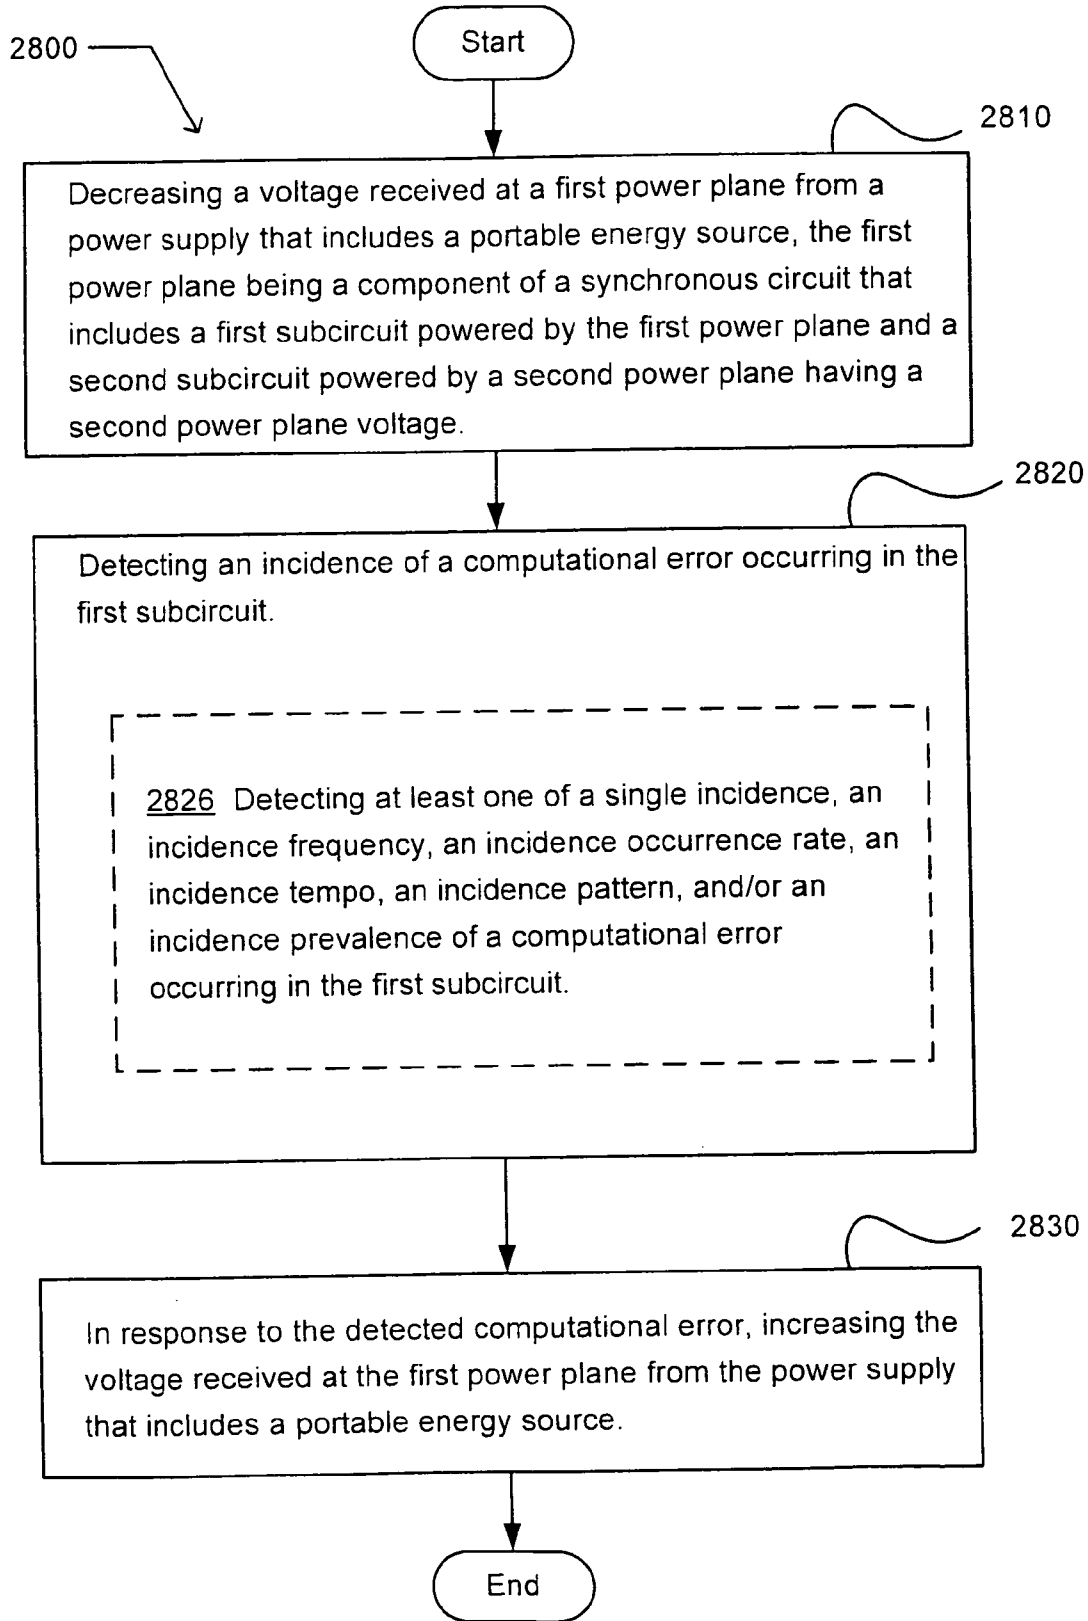 Start
2800
2810
Decreasing a voltage received at a first power plane from a
power supply that includes a portable energy source, the first
power plane being a component of a synchronous circuit that
includes a first subcircuit powered by the first power plane and a
second subcircuit powered by a second power plane having a
second power plane voltage.
2820
Detecting an incidence of a computational error occurring in the
first subcircuit.
2826 Detecting at least one of a single incidence, an
incidence frequency, an incidence occurrence rate, an
incidence tempo, an incidence pattern, and/or an
incidence prevalence of a computational error
occurring in the first subcircuit.
2830
In response to the detected computational error, increasing the
voltage received at the first power plane from the power supply
that includes a portable energy source.
End